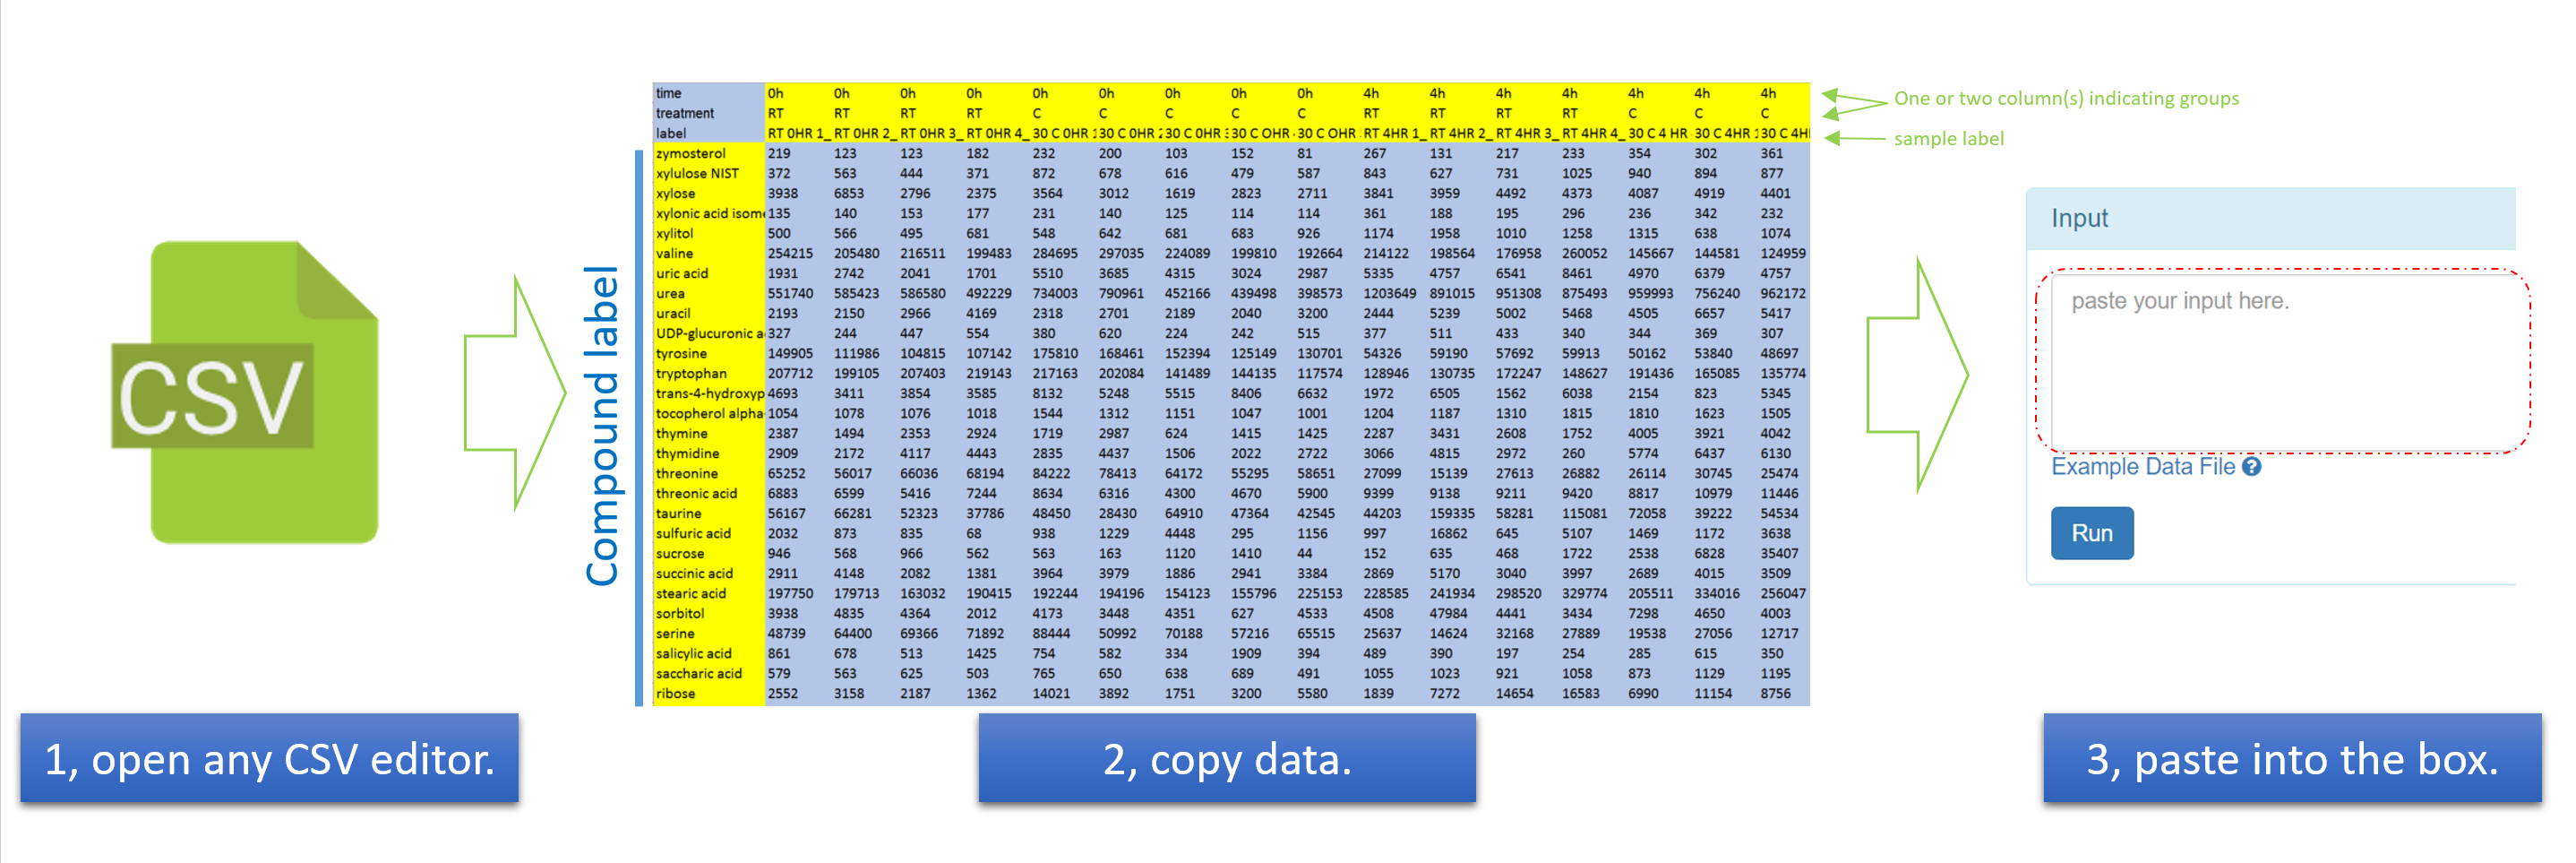 CSV
Compound label
time 0h 0h 0h 0h 0h 0h 0h 0h 0h 4h 4h 4h 4h 4h 4h 4h
treatment RT RT RT RT C C C C C RT RT RT RT C C C
label RT 0HR 1_ RT 0HR 2_ RT 0HR 3_ RT 0HR 4_ 30 C 0HR 30 C 0HR 30 C 0HR 30 C OHR 30 C OHR RT 4HR 1_ RT 4HR 2_ RT 4HR 3_ RT 4HR 4_ 30 C 4 HR 30 C 4HR 30 C 4H
zymosterol 219 123 123 182 232 200 103 152 81 267 131 217 233 354 302 361
xylulose NIST 372 563 444 371 872 678 616 479 587 843 627 731 1025 940 894 877
xylose 3938 6853 2796 2375 3564 3012 1619 2823 2711 3841 3959 4492 4373 4087 4919 4401
xylonic acid isom 135 140 153 177 231 140 125 114 114 361 188 195 296 236 342 232
xylitol 500 566 495 681 548 642 681 683 926 1174 1958 1010 1258 1315 638 1074
valine 254215 205480 216511 199483 284695 297035 224089 199810 192664 214122 198564 176958 260052 145667 144581 124959
uric acid 1931 2742 2041 1701 5510 3685 4315 3024 2987 5335 4757 6541 8461 4970 6379 4757
urea 551740 585423 586580 492229 734003 790961 452166 439498 398573 1203649 891015 951308 875493 959993 756240 962172
uracil 2193 2150 2966 4169 2318 2701 2189 2040 3200 2444 5239 5002 5468 4505 6657 5417
UDP-glucuronic a 327 244 447 554 380 620 224 242 515 377 511 433 340 344 369 307
tyrosine 149905 111986 104815 107142 175810 168461 152394 125149 130701 54326 59190 57692 59913 50162 53840 48697
tryptophan 207712 199105 207403 219143 217163 202084 141489 144135 117574 128946 130735 172247 148627 191436 165085 135774
trans-4-hydroxyp 4693 3411 3854 3585 8132 5248 5515 8406 6632 1972 6505 1562 6038 2154 823 5345
tocopherol alpha- 1054 1078 1076 1018 1544 1312 1151 1047 1001 1204 1187 1310 1815 1810 1623 1505
thymine 2387 1494 2353 2924 1719 2987 624 1415 1425 2287 3431 2608 1752 4005 3921 4042
thymidine 2909 2172 4117 4443 2835 4437 1506 2022 2722 3066 4815 2972 260 5774 6437 6130
threonine 65252 56017 66036 68194 84222 78413 64172 55295 58651 27099 15139 27613 26882 26114 30745 25474
threonic acid 6883 6599 5416 7244 8634 6316 4300 4670 5900 9399 9138 9211 9420 8817 10979 11446
taurine 56167 66281 52323 37786 48450 28430 64910 47364 42545 44203 159335 58281 115081 72058 39222 54534
sulfuric acid 2032 873 835 68 938 1229 4448 295 1156 997 16862 645 5107 1469 1172 3638
sucrose 946 568 966 562 563 163 1120 1410 44 152 635 468 1722 2538 6828 35407
succinic acid 2911 4148 2082 1381 3964 3979 1886 2941 3384 2869 5170 3040 3997 2689 4015 3509
stearic acid 197750 179713 163032 190415 192244 194196 154123 155796 225153 228585 241934 298520 329774 205511 334016 256047
sorbitol 3938 4835 4364 2012 4173 3448 4351 627 4533 4508 47984 4441 3434 7298 4650 4003
serine 48739 64400 69366 71892 88444 50992 70188 57216 65515 25637 14624 32168 27889 19538 27056 12717
salicylic acid 861 678 513 1425 754 582 334 1909 394 489 390 197 254 285 615 350
saccharic acid 579 563 625 503 765 650 638 689 491 1055 1023 921 1058 873 1129 1195
ribose 2552 3158 2187 1362 14021 3892 1751 3200 5580 1839 7272 14654 16583 6990 11154 8756
One or two column(s) indicating groups
sample label
Input
paste your input here.
Example Data File ?
Run
1, open any CSV editor.
2, copy data.
3, paste into the box.